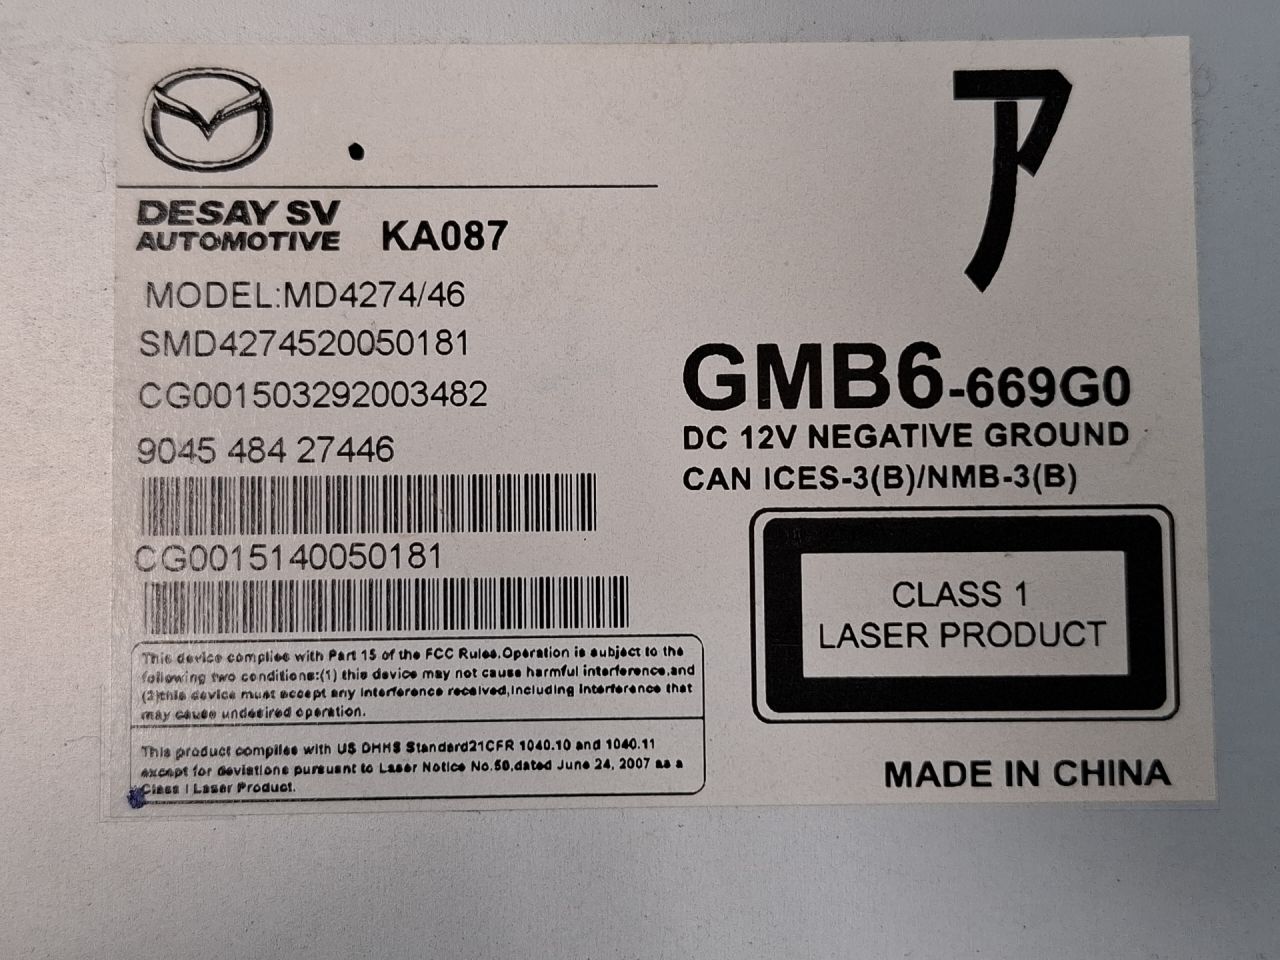 DESAY SV
AUTOMOTIVE KA087
MODEL:MD4274/46
SMD4274520050181
CG001503292003482
9045 484 27446
CG0015140050181
This device complies with Part 15 of the FCC Rules.Operation is subject to the
following two conditions:(1) this device may not cause harmful interference,and
(2)this device must accept any interference received,including interference that
may cause undesired operation.
This product complies with US DHHS Standard21CFR 1040.10 and 1040.11
except for deviations pursuant to Laser Notice No.50,dated June 24, 2007 as a
Class I Laser Product.
ア
GMB6-669G0
DC 12V NEGATIVE GROUND
CAN ICES-3(B)/NMB-3(B)
CLASS 1
LASER PRODUCT
MADE IN CHINA